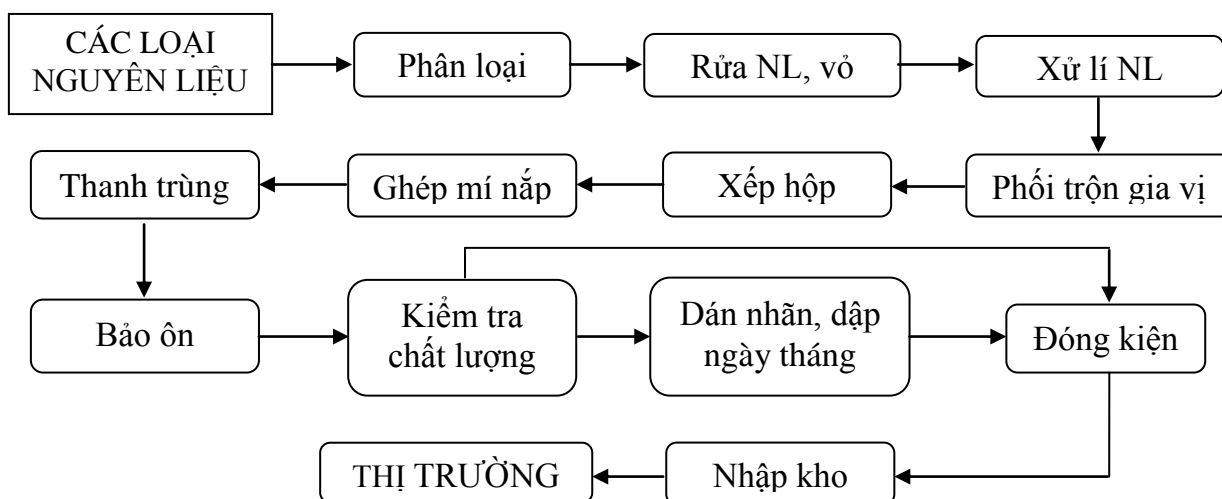 CÁC LOẠI
NGUYÊN LIỆU
Phân loại
Rửa NL, vỏ
Xử lí NL
Phối trộn gia vị
Xếp hộp
Ghép mí nắp
Thanh trùng
Bảo ôn
Kiểm tra
chất lượng
Dán nhãn, dập
ngày tháng
Đóng kiện
Nhập kho
THỊ TRƯỜNG